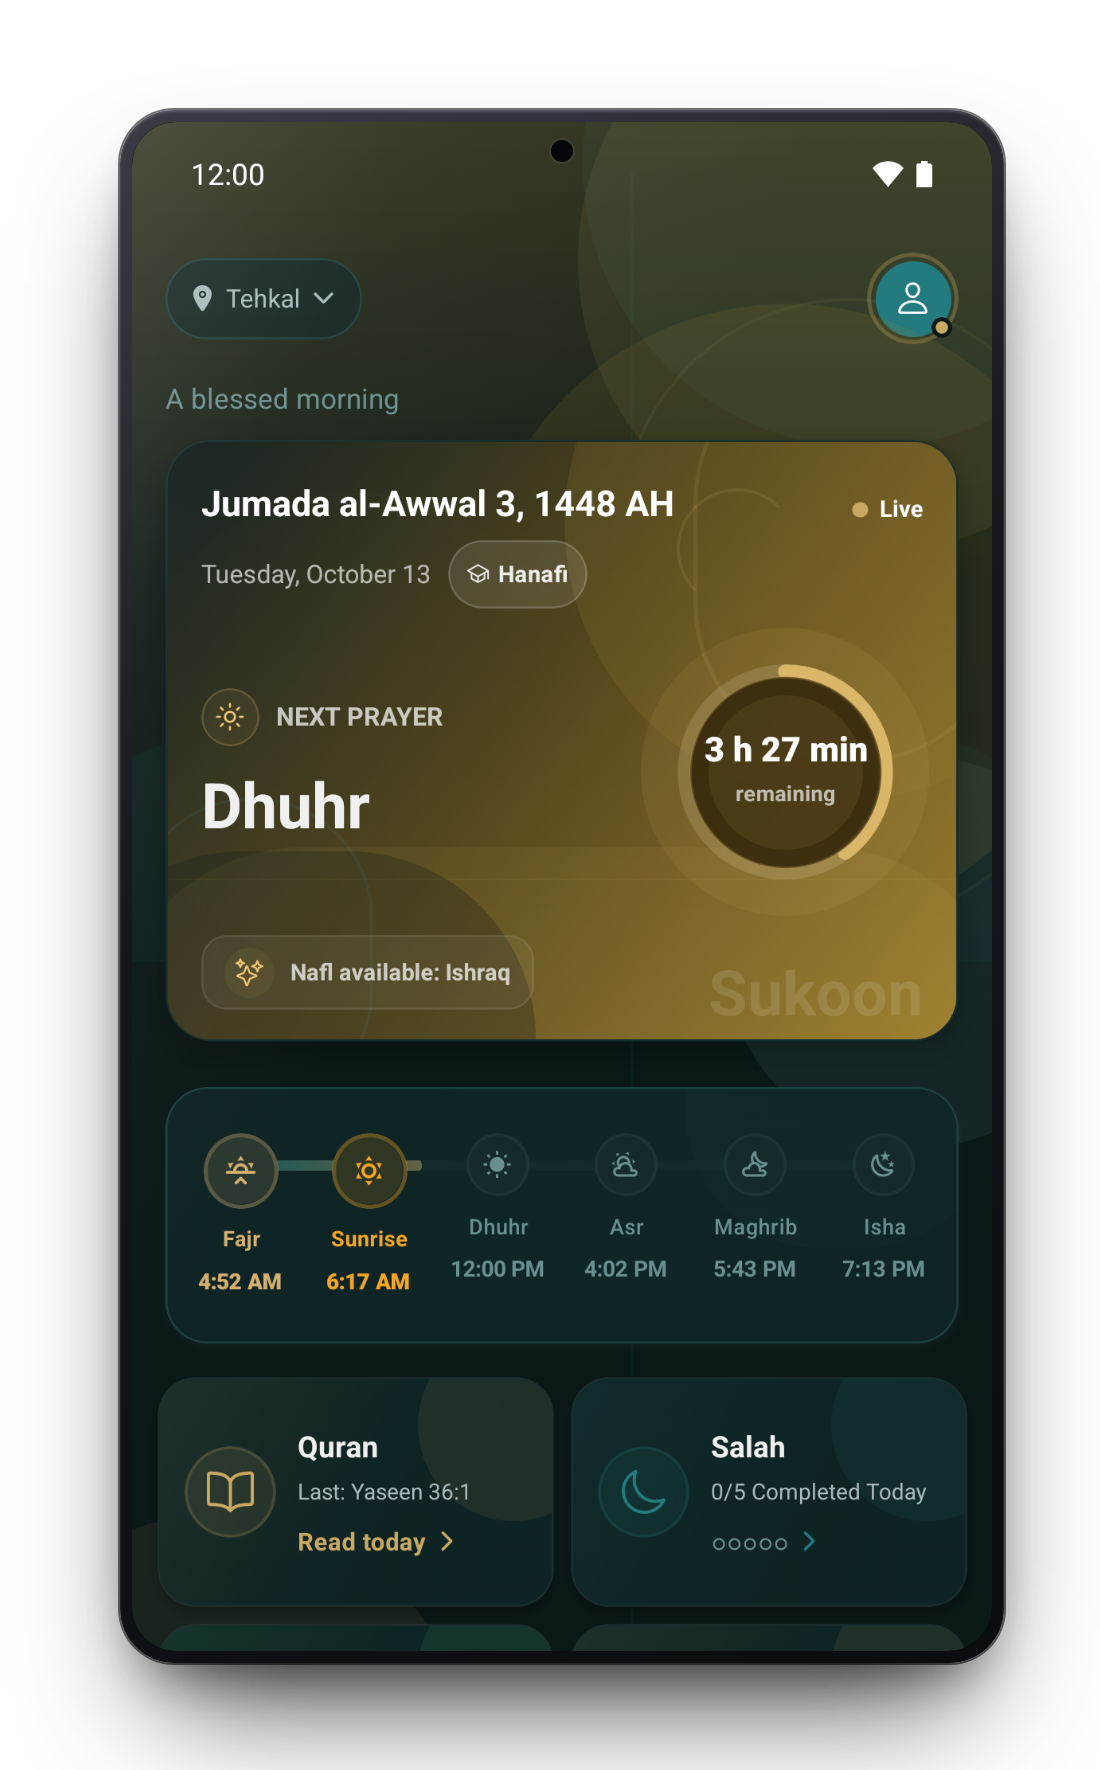 12:00
Tehkal
A blessed morning
Jumada al-Awwal 3, 1448 AH
Live
Tuesday, October 13
Hanafi
NEXT PRAYER
Dhuhr
3 h 27 min
remaining
Nafl available: Ishraq
Sukoon
Fajr
4:52 AM
Sunrise
6:17 AM
Dhuhr
12:00 PM
Asr
4:02 PM
Maghrib
5:43 PM
Isha
7:13 PM
Quran
Last: Yaseen 36:1
Read today
Salah
0/5 Completed Today